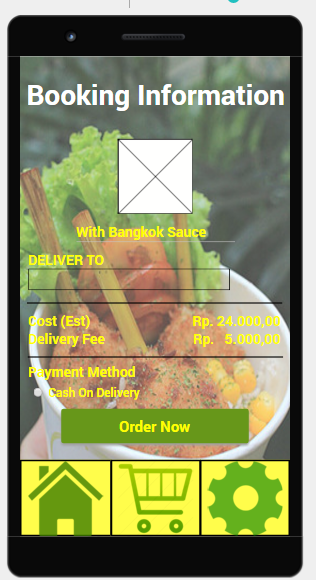 Booking Information
With Bangkok Sauce
DELIVER TO
Cost (Est) Rp. 24.000,00
Delivery Fee Rp. 5.000,00
Payment Method
Cash On Delivery
Order Now